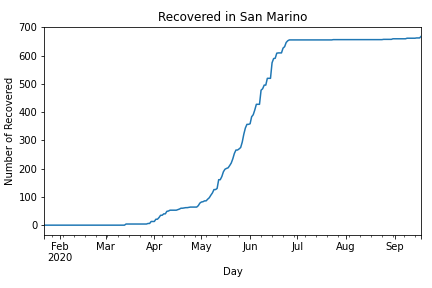 Recovered in San Marino
700
600
500
400
300
200
100
0
Number of Recovered
Feb Mar Apr May Jun Jul Aug Sep
2020
Day